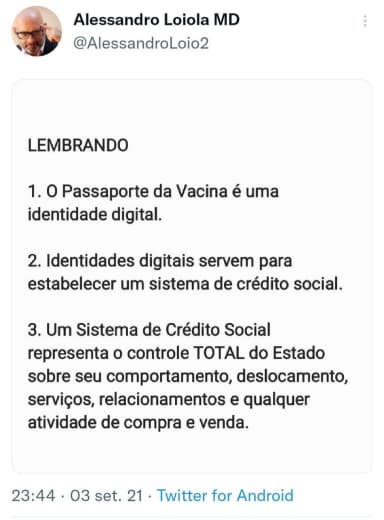 Alessandro Loiola MD
@AlessandroLoio2
LEMBRANDO
1. O Passaporte da Vacina é uma
identidade digital.
2. Identidades digitais servem para
estabelecer um sistema de crédito social.
3. Um Sistema de Crédito Social
representa o controle TOTAL do Estado
sobre seu comportamento, deslocamento,
serviços, relacionamentos e qualquer
atividade de compra e venda.
23:44 · 03 set. 21 · Twitter for Android